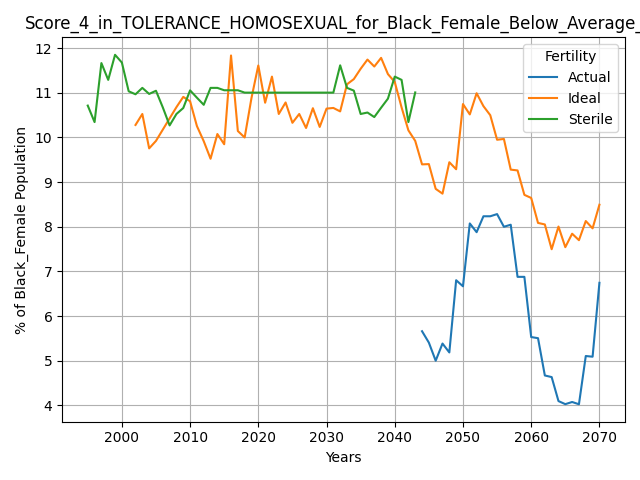 Score_4_in_TOLERANCE_HOMOSEXUAL_for_Black_Female_Below_Average_
Fertility
Actual
Ideal
Sterile
% of Black_Female Population
12
11
10
9
8
7
6
5
4
2000 2010 2020 2030 2040 2050 2060 2070
Years